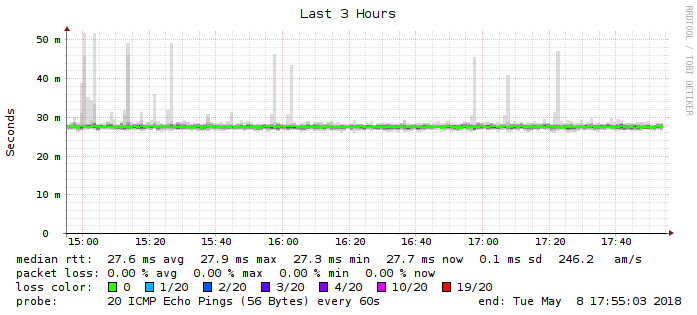 Last 3 Hours
RRDTOOL / TOBI OETIKER
Seconds
50 m
40 m
30 m
20 m
10 m
0
15:00 15:20 15:40 16:00 16:20 16:40 17:00 17:20 17:40
median rtt: 27.6 ms avg 27.9 ms max 27.3 ms min 27.7 ms now 0.1 ms sd 246.2 am/s
packet loss: 0.00 % avg 0.00 % max 0.00 % min 0.00 % now
loss color: 0 1/20 2/20 3/20 4/20 10/20 19/20
probe: 20 ICMP Echo Pings (56 Bytes) every 60s end: Tue May 8 17:55:03 2018